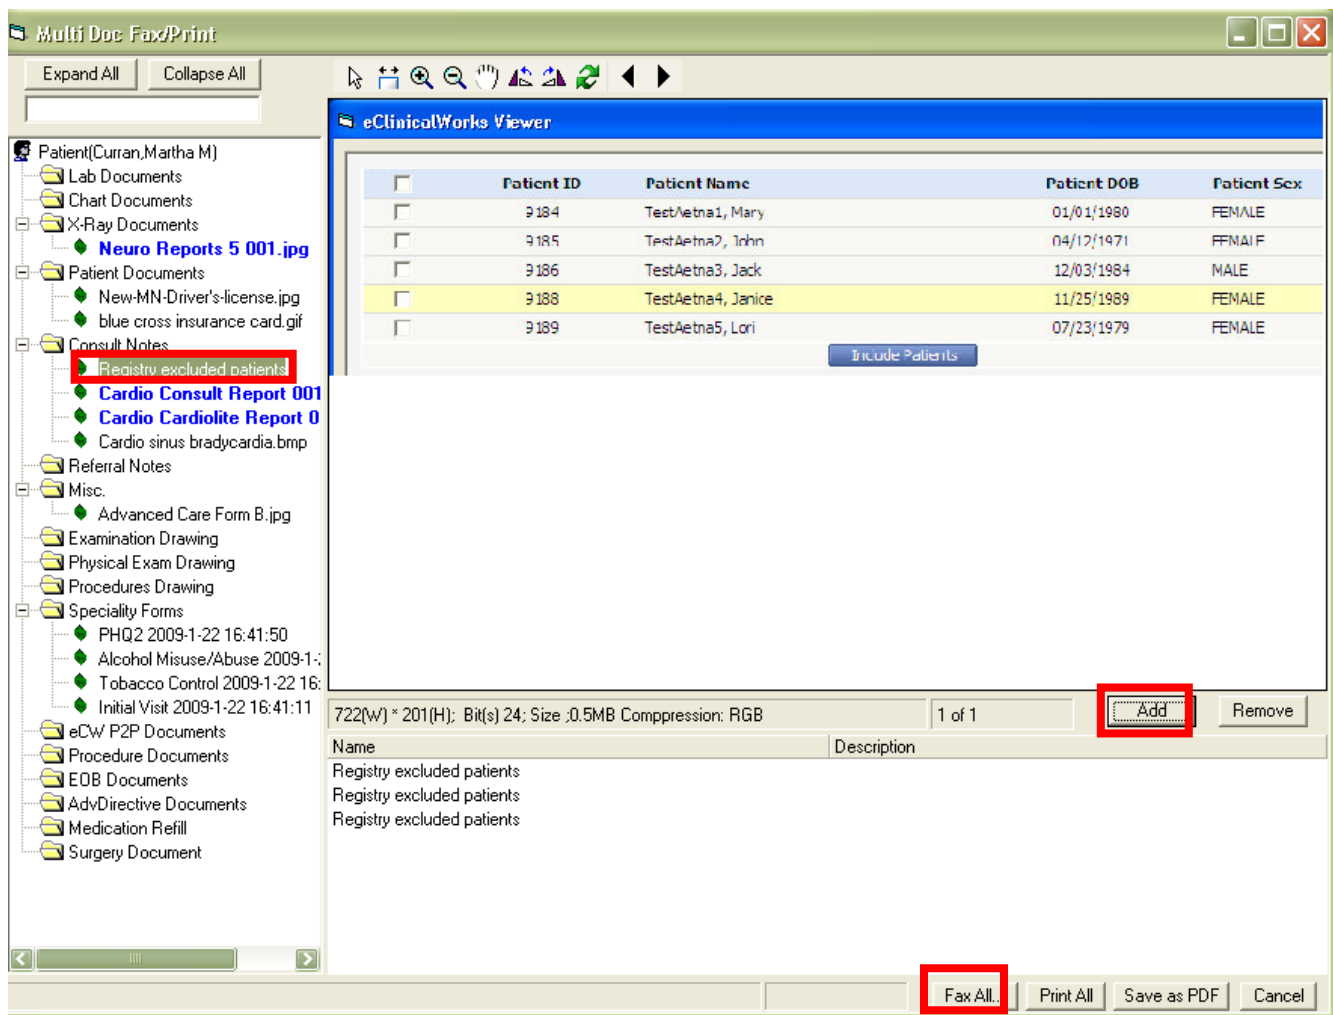 Multi Doc Fax/Print
Expand All Collapse All
Patient(Curran,Martha M)
Lab Documents
Chart Documents
X-Ray Documents
Neuro Reports 5 001.jpg
Patient Documents
New-MN-Driver's-license.jpg
blue cross insurance card.gif
Consult Notes
Registry excluded patients
Cardio Consult Report 001
Cardio Cardiolite Report 0
Cardio sinus bradycardia.bmp
Referral Notes
Misc.
Advanced Care Form B.jpg
Examination Drawing
Physical Exam Drawing
Procedures Drawing
Speciality Forms
PHQ2 2009-1-22 16:41:50
Alcohol Misuse/Abuse 2009-1-
Tobacco Control 2009-1-22 16:
Initial Visit 2009-1-22 16:41:11
eCW P2P Documents
Procedure Documents
EOB Documents
AdvDirective Documents
Medication Refill
Surgery Document
eClinicalWorks Viewer
Patient ID Patient Name Patient DOB Patient Sex
9184 TestAetna1, Mary 01/01/1980 FEMALE
9185 TestAetna2, John 04/12/1971 FEMALE
9186 TestAetna3, Jack 12/03/1984 MALE
9188 TestAetna4, Janice 11/25/1989 FEMALE
9189 TestAetna5, Lori 07/23/1979 FEMALE
Include Patients
722(W) * 201(H); Bit(s) 24; Size ;0.5MB Comppression: RGB 1 of 1 Add Remove
Name Description
Registry excluded patients
Registry excluded patients
Registry excluded patients
Fax All.. Print All Save as PDF Cancel